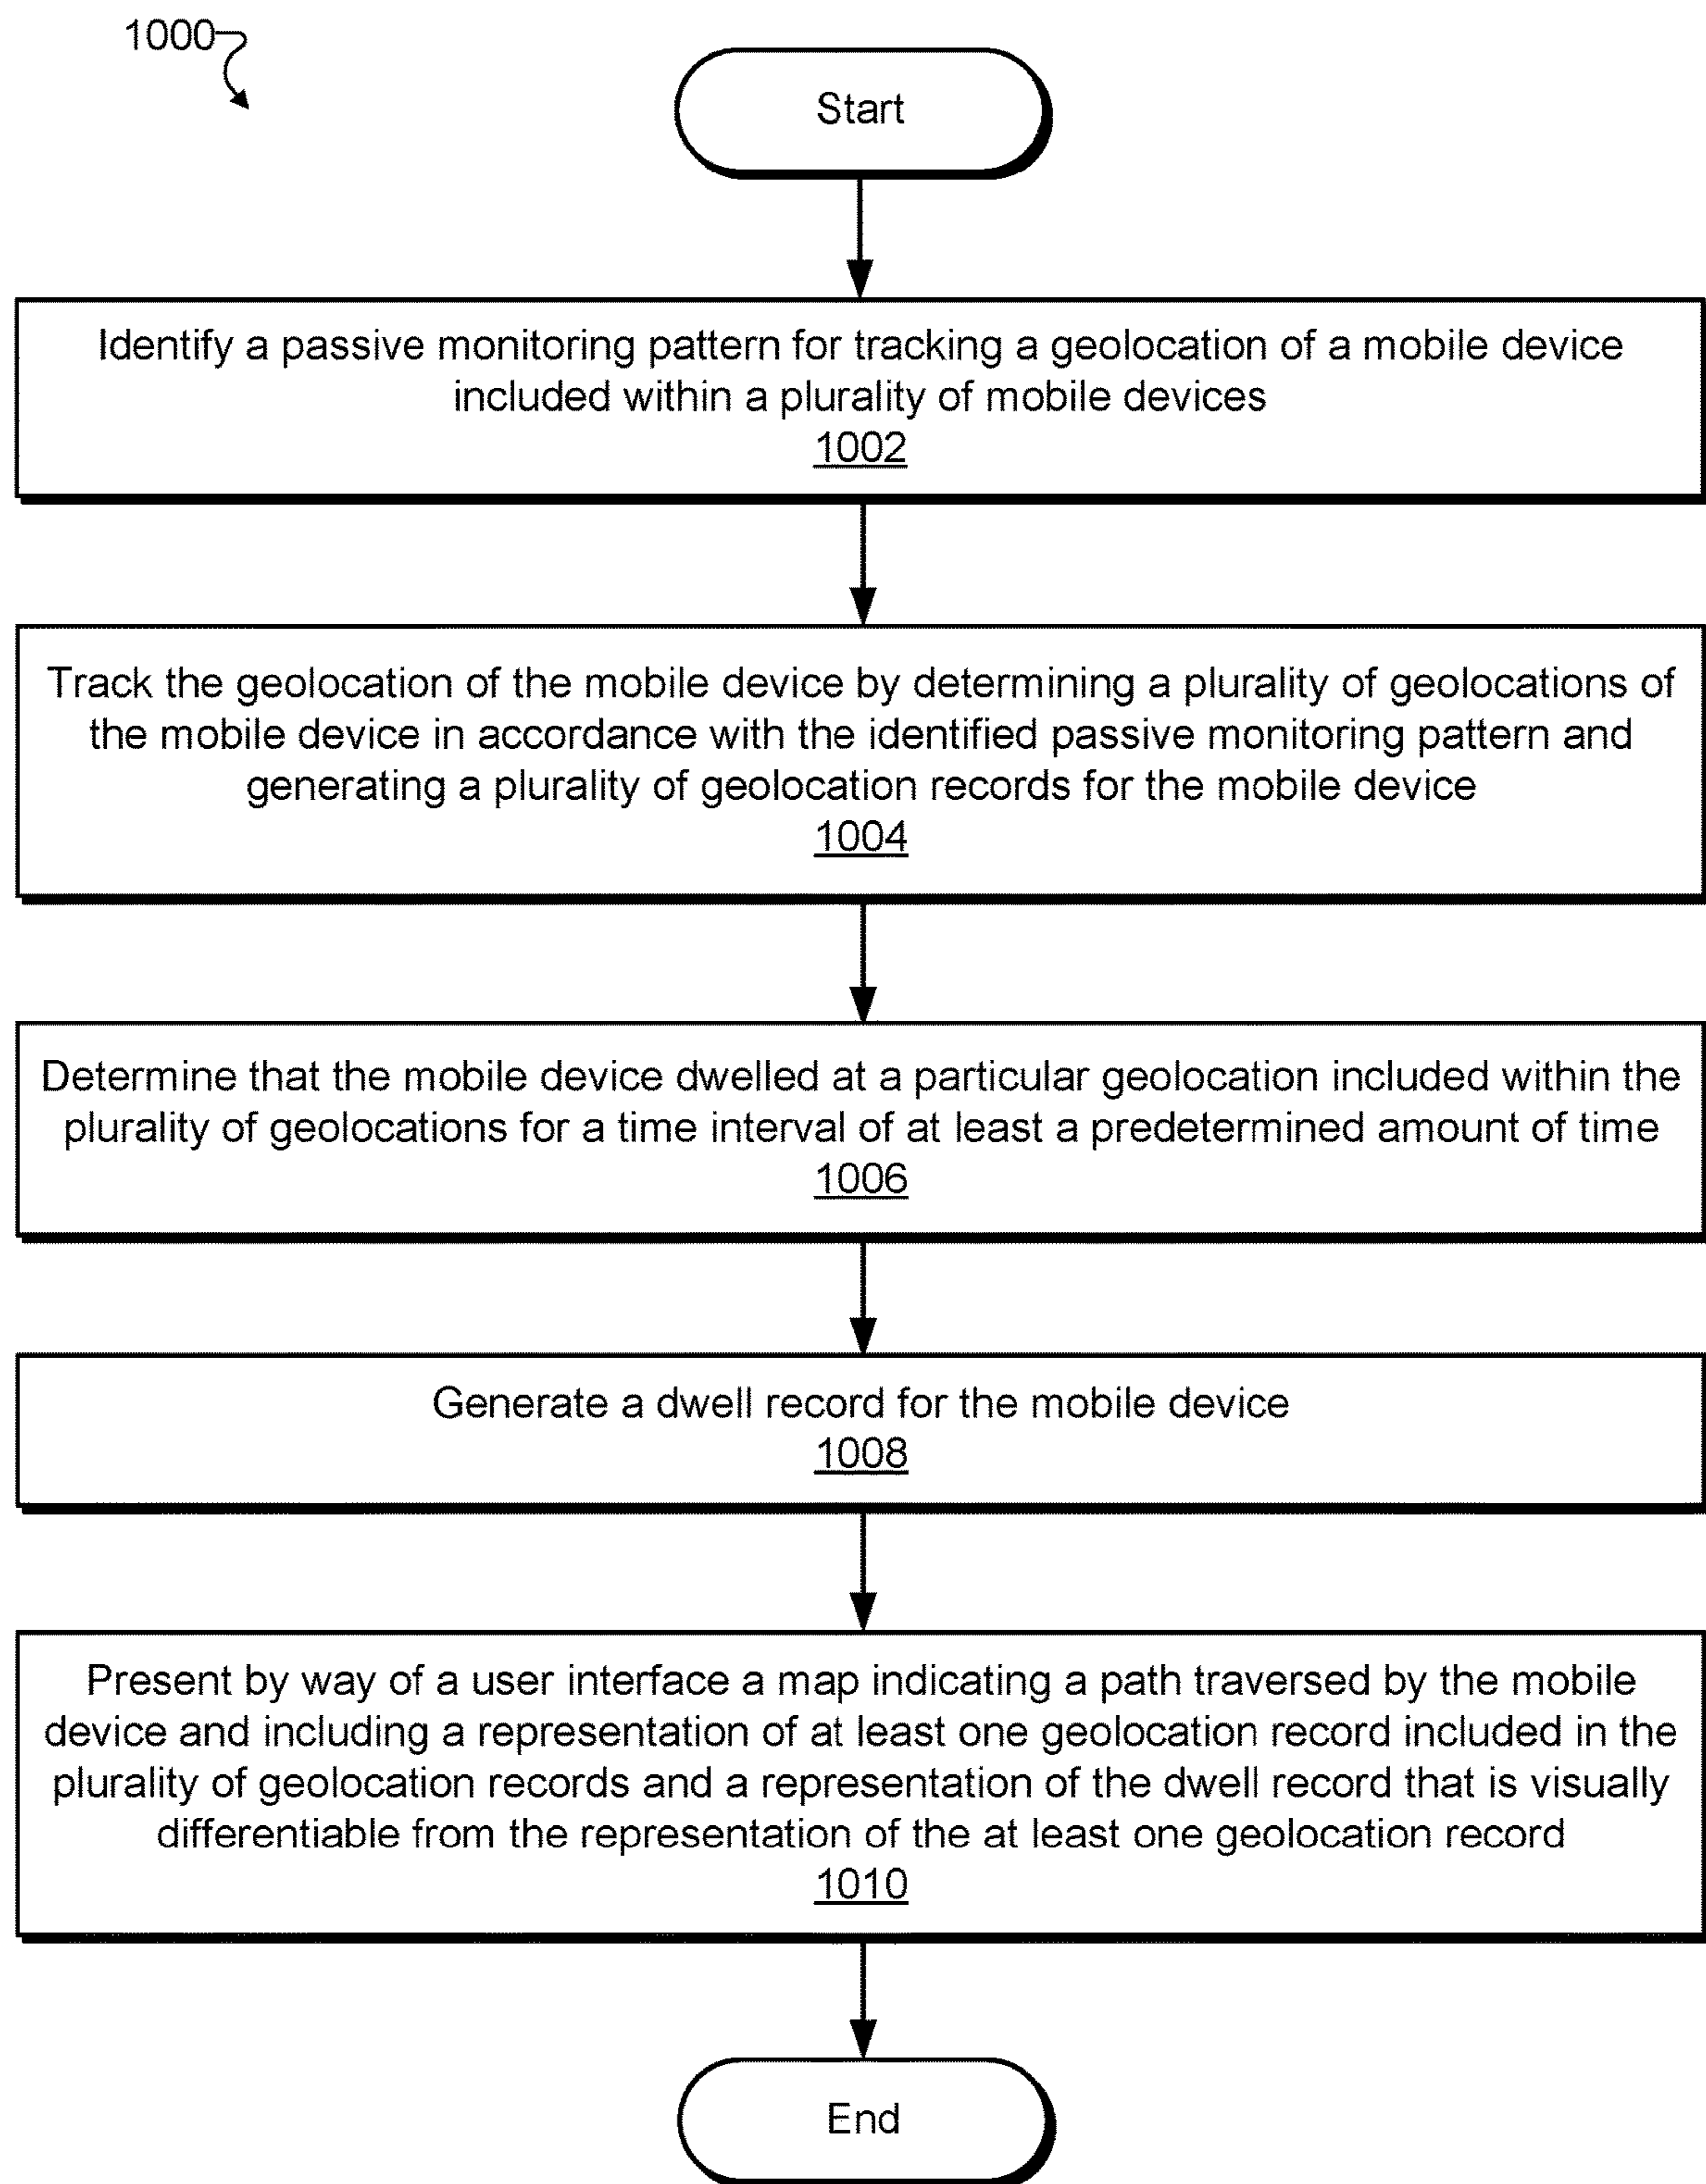 1000
Start
Identify a passive monitoring pattern for tracking a geolocation of a mobile device
included within a plurality of mobile devices
1002
Track the geolocation of the mobile device by determining a plurality of geolocations of
the mobile device in accordance with the identified passive monitoring pattern and
generating a plurality of geolocation records for the mobile device
1004
Determine that the mobile device dwelled at a particular geolocation included within the
plurality of geolocations for a time interval of at least a predetermined amount of time
1006
Generate a dwell record for the mobile device
1008
Present by way of a user interface a map indicating a path traversed by the mobile
device and including a representation of at least one geolocation record included in the
plurality of geolocation records and a representation of the dwell record that is visually
differentiable from the representation of the at least one geolocation record
1010
End